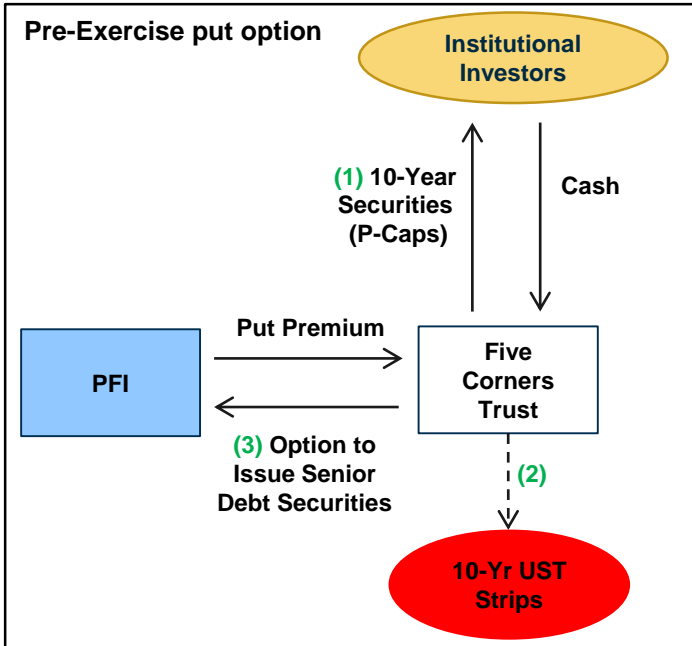 Pre-Exercise put option
Institutional
Investors
(1) 10-Year
Securities
(P-Caps)
Cash
Put Premium
PFI
Five
Corners
Trust
(3) Option to
Issue Senior
Debt Securities
(2)
10-Yr UST
Strips